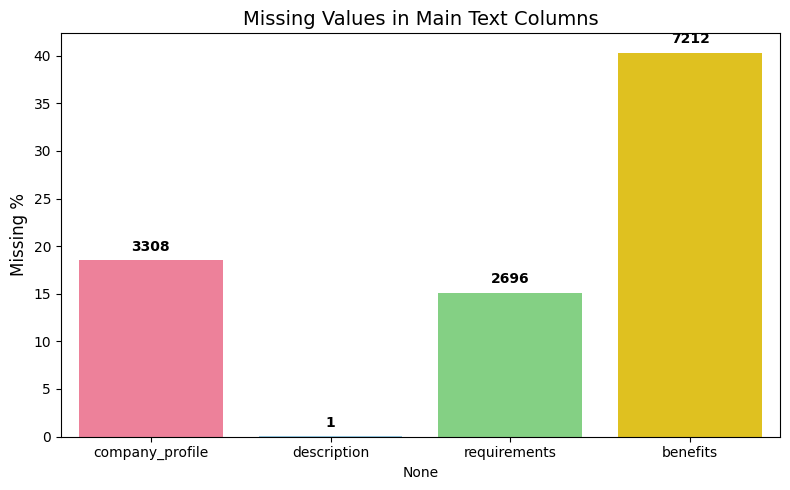 Missing Values in Main Text Columns
Missing %
40
35
30
25
20
15
10
5
0
3308
1
2696
7212
company_profile
description
requirements
benefits
None